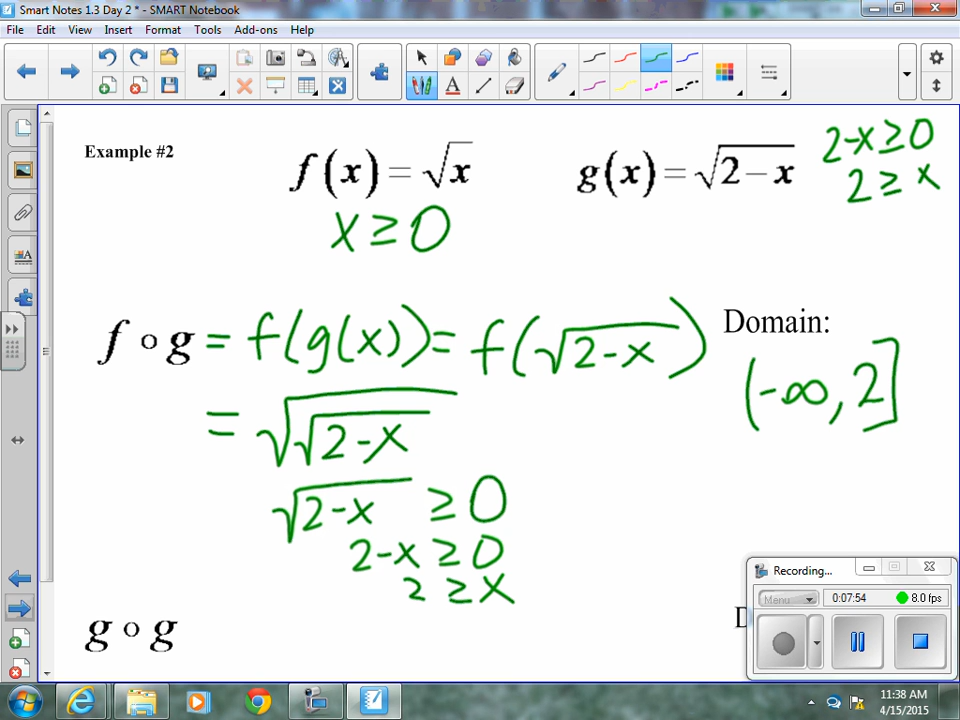 Smart Notes 1.3 Day 2 * - SMART Notebook
File Edit View Insert Format Tools Add-ons Help
Example #2
f(x) = √x
g(x) = √(2 − x)
2-x ≥ 0
2 ≥ x
x ≥ 0
f ∘ g = f(g(x)) = f(√(2-x))
Domain:
(-∞, 2]
= √(√(2-x))
√(2-x) ≥ 0
2-x ≥ 0
2 ≥ x
g ∘ g
D
Recording...
Menu
0:07:54
8.0 fps
11:38 AM
4/15/2015